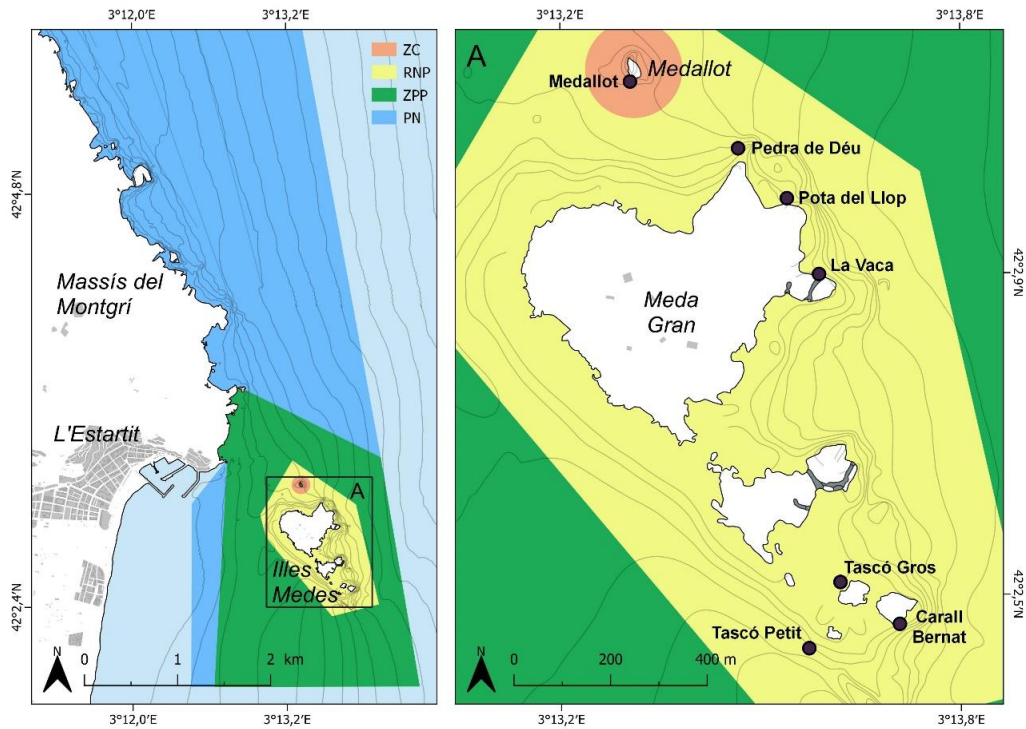 3°12,0'E
3°13,2'E
ZC
RNP
ZPP
PN
42°4,8'N
Massís del
Montgrí
L'Estartit
A
Illes
Medes
42°2,4'N
N
0
1
2 km
3°12,0'E
3°13,2'E
3°13,2'E
3°13,8'E
A
Medallot
Medallot
Pedra de Déu
Pota del Llop
La Vaca
42°2,9'N
Meda
Gran
Tascó Gros
42°2,5'N
Carall
Bernat
Tascó Petit
N
0
200
400 m
3°13,2'E
3°13,8'E